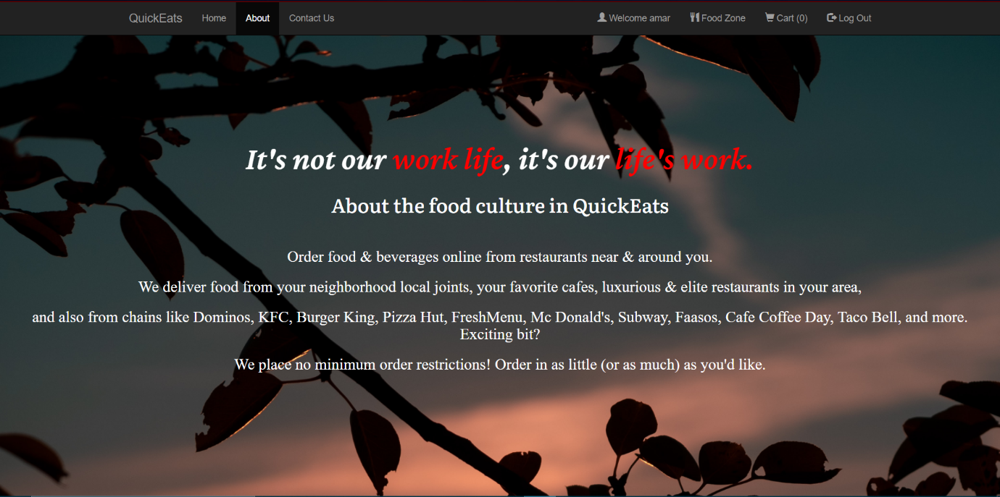 QuickEats Home About Contact Us Welcome amar Food Zone Cart (0) Log Out
It's not our work life, it's our life's work.
About the food culture in QuickEats
Order food & beverages online from restaurants near & around you.
We deliver food from your neighborhood local joints, your favorite cafes, luxurious & elite restaurants in your area,
and also from chains like Dominos, KFC, Burger King, Pizza Hut, FreshMenu, Mc Donald's, Subway, Faasos, Cafe Coffee Day, Taco Bell, and more.
Exciting bit?
We place no minimum order restrictions! Order in as little (or as much) as you'd like.